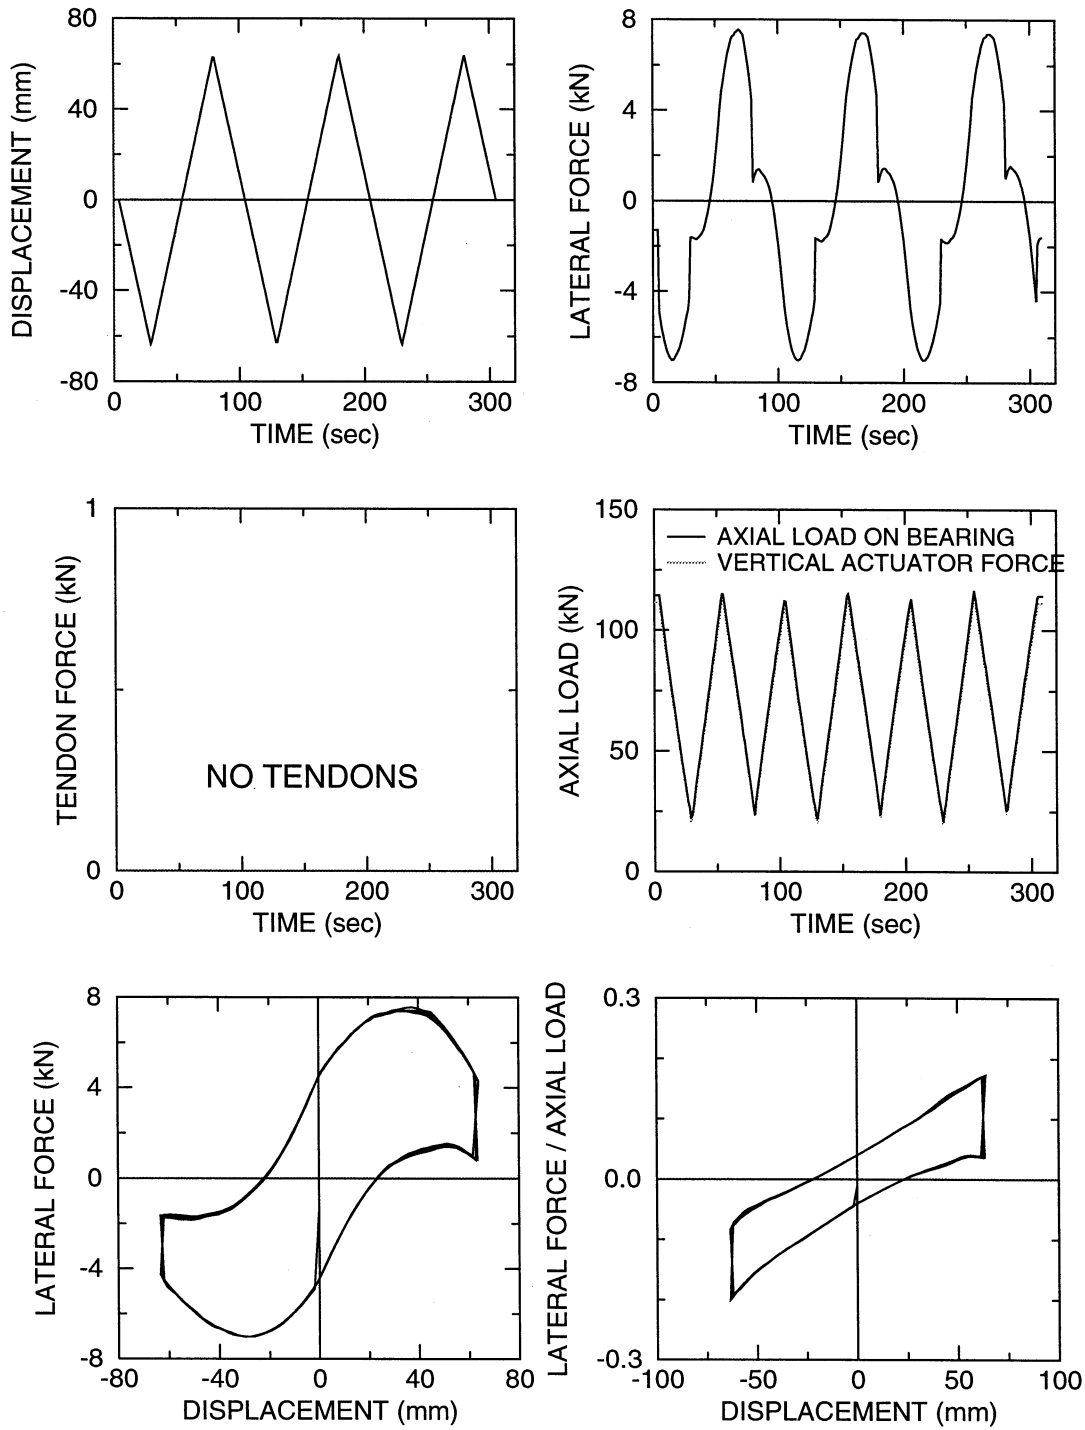 80
40
0
-40
-80
DISPLACEMENT (mm)
0 100 200 300
TIME (sec)
8
4
0
-4
-8
LATERAL FORCE (kN)
0 100 200 300
TIME (sec)
1
0
TENDON FORCE (kN)
NO TENDONS
0 100 200 300
TIME (sec)
150
100
50
0
AXIAL LOAD (kN)
AXIAL LOAD ON BEARING
VERTICAL ACTUATOR FORCE
0 100 200 300
TIME (sec)
8
4
0
-4
-8
LATERAL FORCE (kN)
-80 -40 0 40 80
DISPLACEMENT (mm)
0.3
0.0
-0.3
LATERAL FORCE / AXIAL LOAD
-100 -50 0 50 100
DISPLACEMENT (mm)